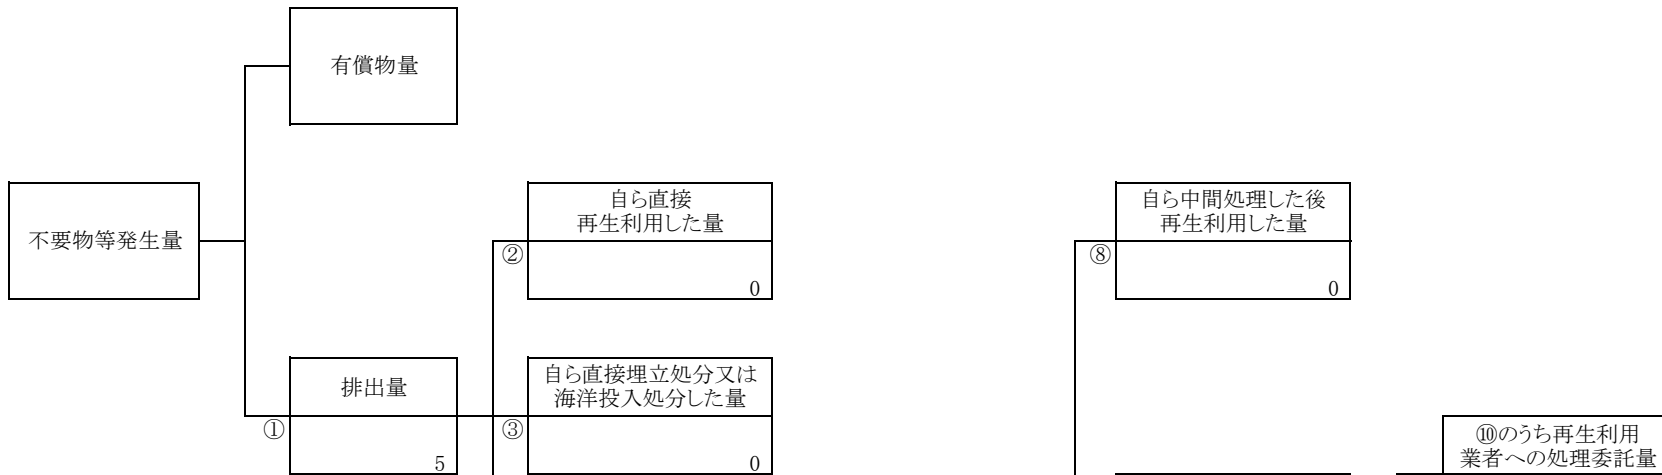 有償物量
不要物等発生量
自ら直接
再生利用した量
②
0
自ら中間処理した後
再生利用した量
⑧
0
排出量
①
5
自ら直接埋立処分又は
海洋投入処分した量
③
0
⑩のうち再生利用
業者への処理委託量